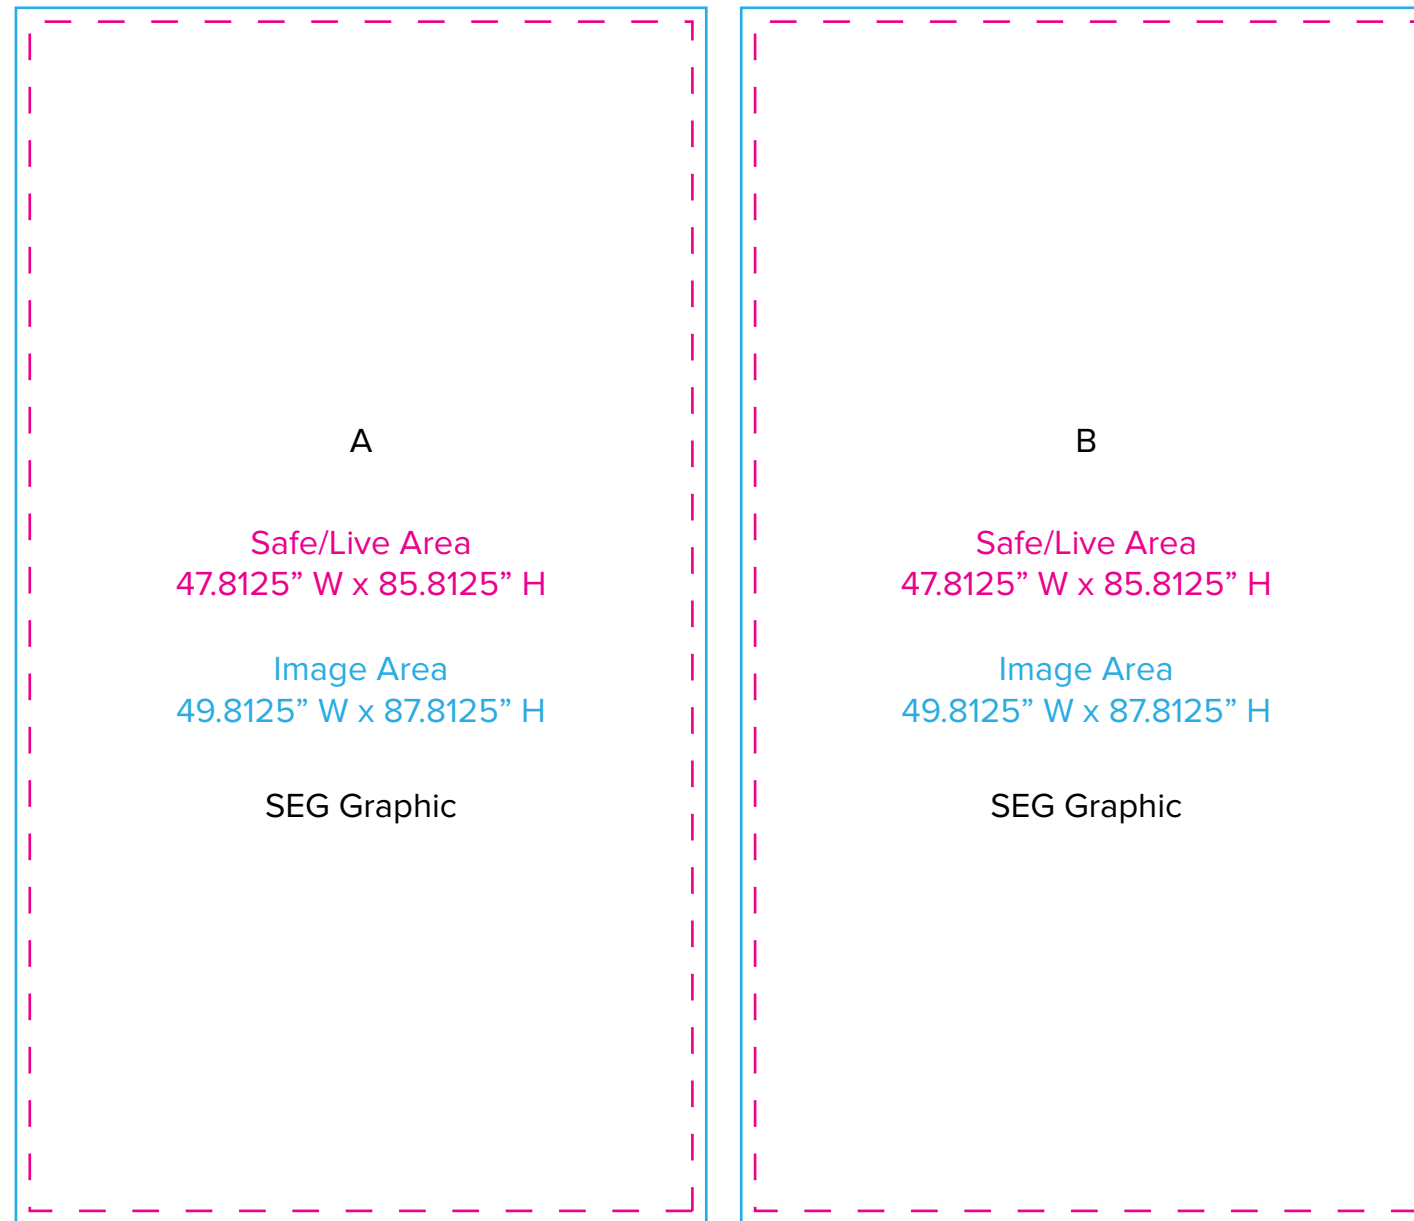 A
Safe/Live Area
47.8125” W x 85.8125” H
Image Area
49.8125” W x 87.8125” H
SEG Graphic
B
Safe/Live Area
47.8125” W x 85.8125” H
Image Area
49.8125” W x 87.8125” H
SEG Graphic